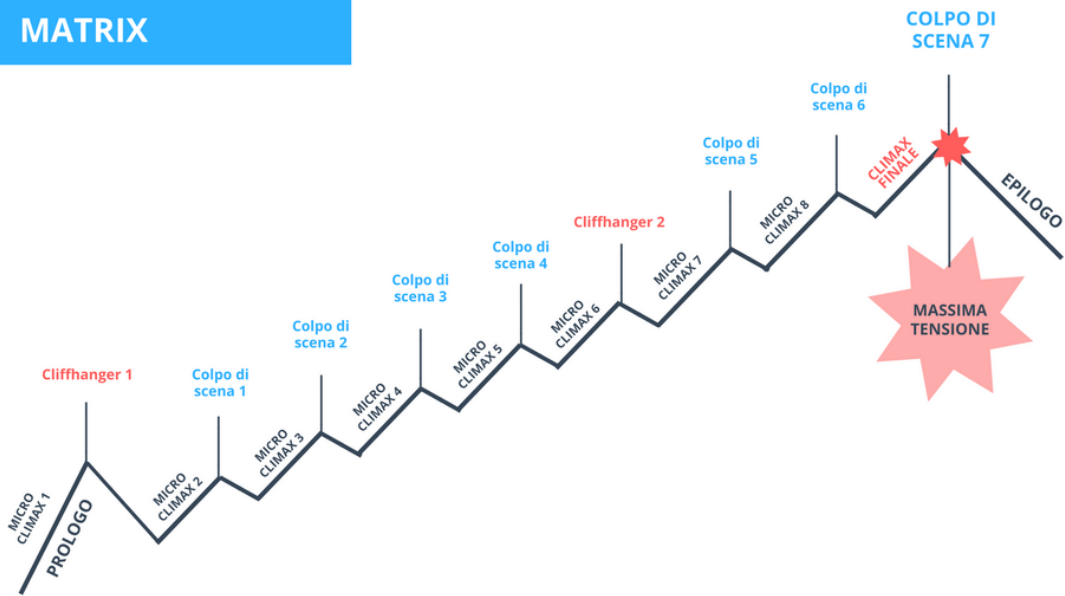 MATRIX
COLPO DI
SCENA 7
Colpo di
scena 6
Colpo di
scena 5
Cliffhanger 2
Colpo di
scena 4
Colpo di
scena 3
Colpo di
scena 2
Colpo di
scena 1
Cliffhanger 1
MICRO
CLIMAX 1
PROLOGO
MICRO
CLIMAX 2
MICRO
CLIMAX 3
MICRO
CLIMAX 4
MICRO
CLIMAX 5
MICRO
CLIMAX 6
MICRO
CLIMAX 7
MICRO
CLIMAX 8
CLIMAX
FINALE
EPILOGO
MASSIMA
TENSIONE